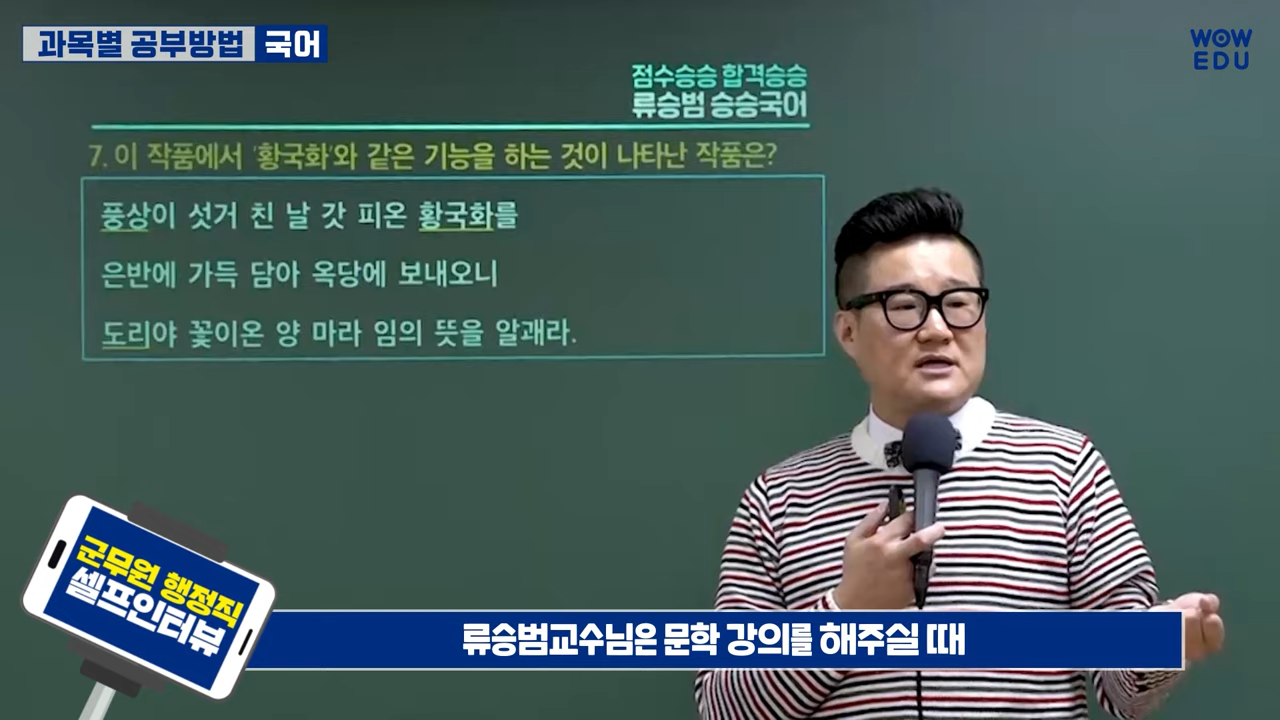 과목별 공부방법 국어
WOW
EDU
점수승승 합격승승
류승범 승승국어
7. 이 작품에서 '황국화'와 같은 기능을 하는 것이 나타난 작품은?
풍상이 섯거 친 날 갓 피온 황국화를
은반에 가득 담아 옥당에 보내오니
도리야 꽃이온 양 마라 임의 뜻을 알괘라.
군무원 행정직
셀프인터뷰
류승범교수님은 문학 강의를 해주실 때